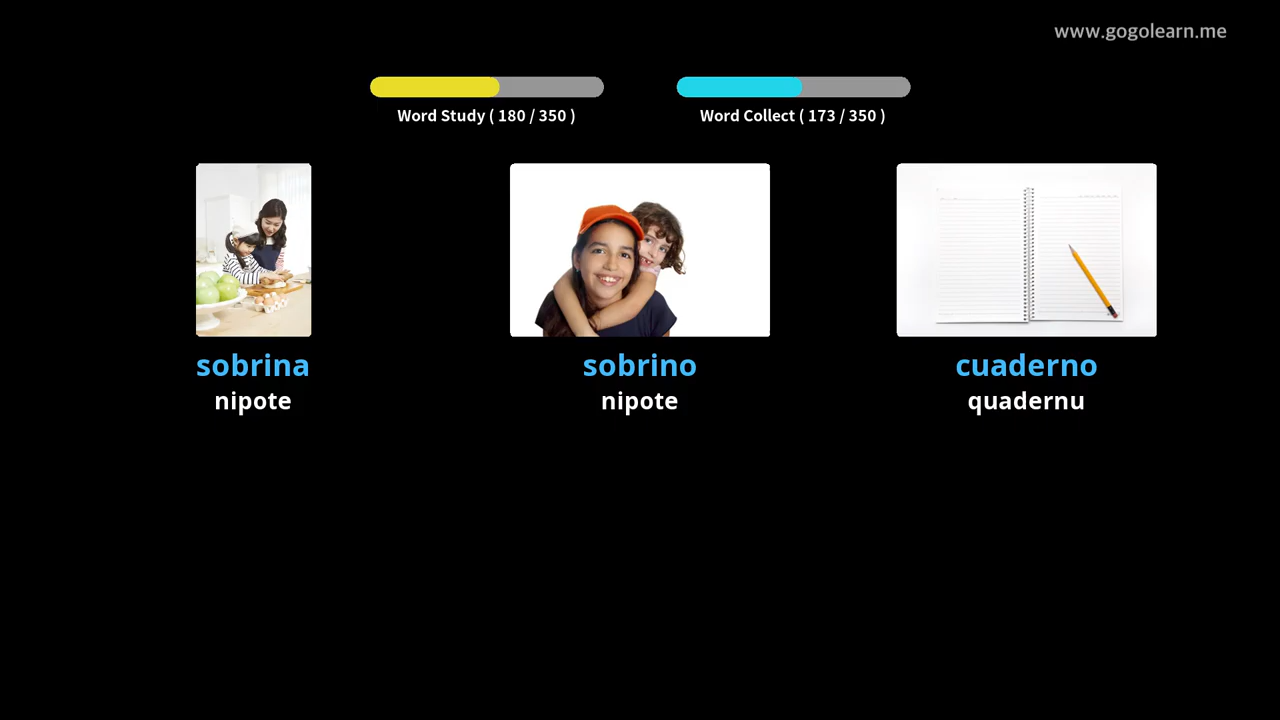 www.gogolearn.me
Word Study ( 180 / 350 )
Word Collect ( 173 / 350 )
sobrina
nipote
sobrino
nipote
cuaderno
quadernu